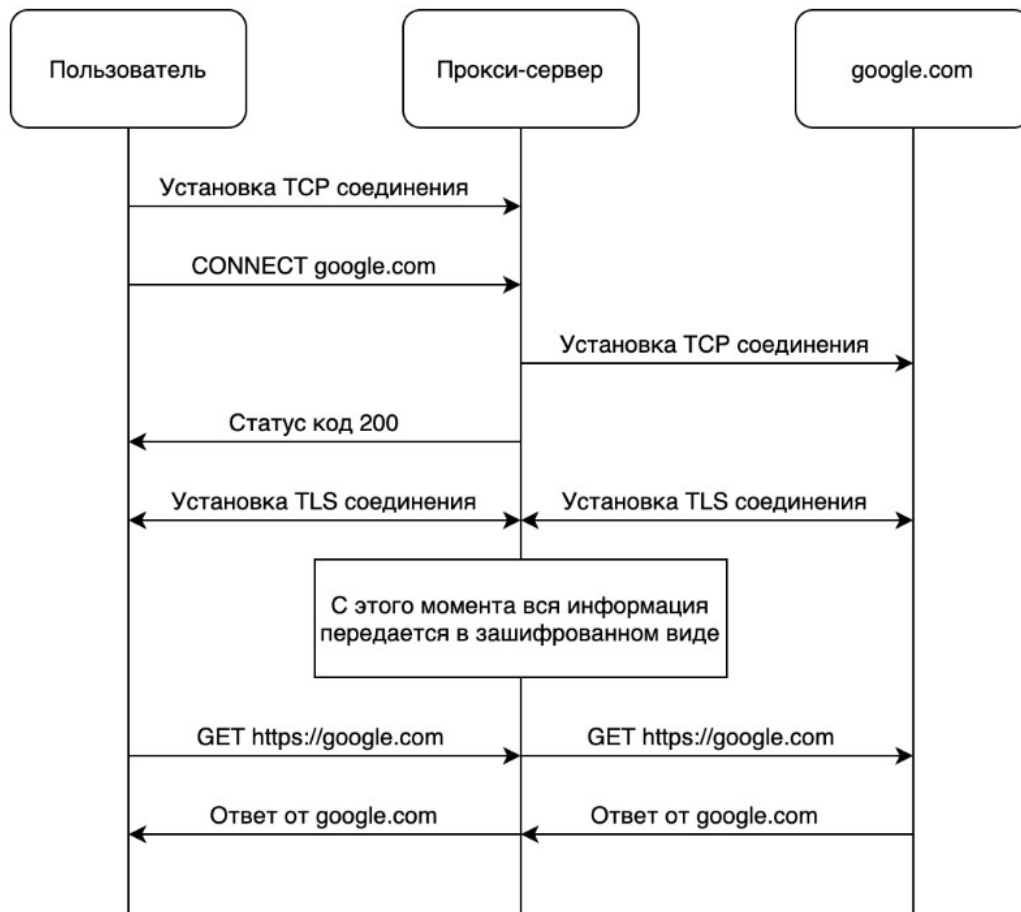 Пользователь
Прокси-сервер
google.com
Установка TCP соединения
CONNECT google.com
Установка TCP соединения
Статус код 200
Установка TLS соединения
Установка TLS соединения
С этого момента вся информация
передается в зашифрованном виде
GET https://google.com
GET https://google.com
Ответ от google.com
Ответ от google.com